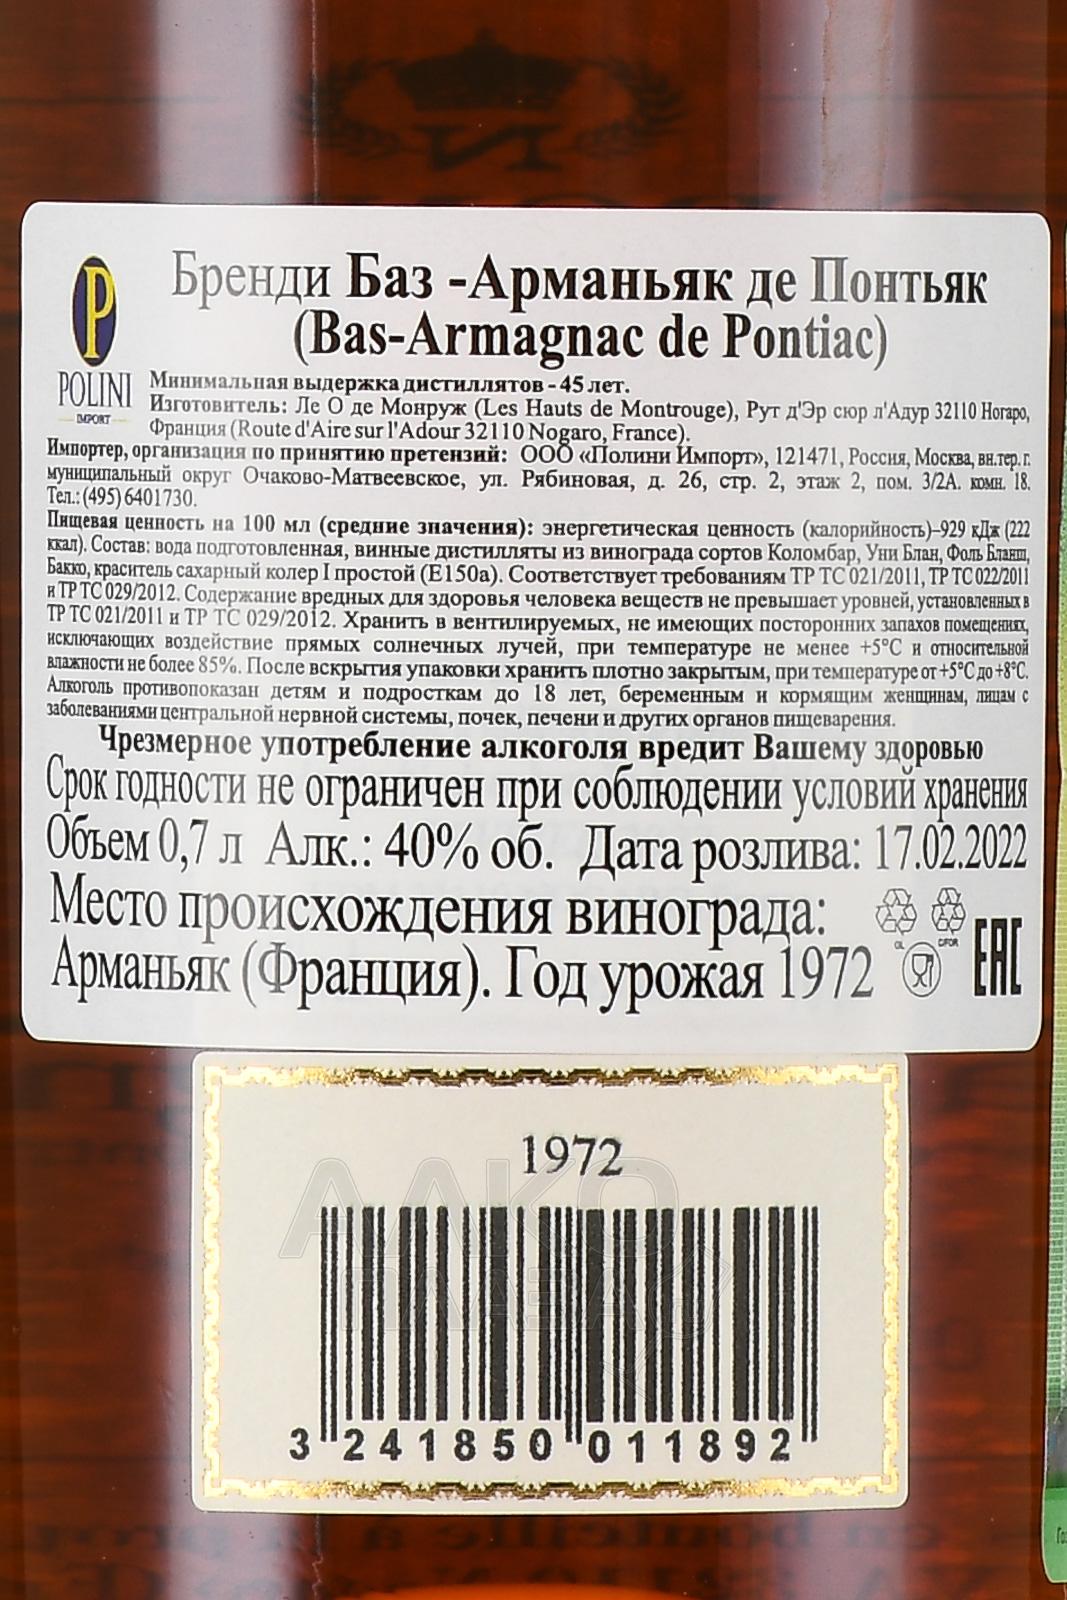 P
POLINI
IMPORT
Бренди Баз -Арманьяк де Понтьяк
(Bas-Armagnac de Pontiac)
Минимальная выдержка дистиллятов - 45 лет.
Изготовитель: Ле О де Монруж (Les Hauts de Montrouge), Рут д'Эр сюр л'Адур 32110 Ногаро,
Франция (Route d'Aire sur l'Adour 32110 Nogaro, France).
Импортер, организация по принятию претензий: ООО «Полини Импорт», 121471, Россия, Москва, вн.тер. г.
муниципальный округ Очаково-Матвеевское, ул. Рябиновая, д. 26, стр. 2, этаж 2, пом. 3/2А. комн. 18.
Тел.: (495) 6401730.
Пищевая ценность на 100 мл (средние значения): энергетическая ценность (калорийность)–929 кДж (222
ккал). Состав: вода подготовленная, винные дистилляты из винограда сортов Коломбар, Уни Блан, Фоль Бланш,
Бакко, краситель сахарный колер I простой (Е150а). Соответствует требованиям ТР ТС 021/2011, ТР ТС 022/2011
и ТР ТС 029/2012. Содержание вредных для здоровья человека веществ не превышает уровней, установленных в
ТР ТС 021/2011 и ТР ТС 029/2012. Хранить в вентилируемых, не имеющих посторонних запахов помещениях,
исключающих воздействие прямых солнечных лучей, при температуре не менее +5°С и относительной
влажности не более 85%. После вскрытия упаковки хранить плотно закрытым, при температуре от +5°С до +8°С.
Алкоголь противопоказан детям и подросткам до 18 лет, беременным и кормящим женщинам, лицам с
заболеваниями центральной нервной системы, почек, печени и других органов пищеварения.
Чрезмерное употребление алкоголя вредит Вашему здоровью
Срок годности не ограничен при соблюдении условий хранения
Объем 0,7 л Алк.: 40% об. Дата розлива: 17.02.2022
Место происхождения винограда:
Арманьяк (Франция). Год урожая 1972
GL C/FOR
EAC
1972
АЛКО
ПЛАЗА
3 241850 011892